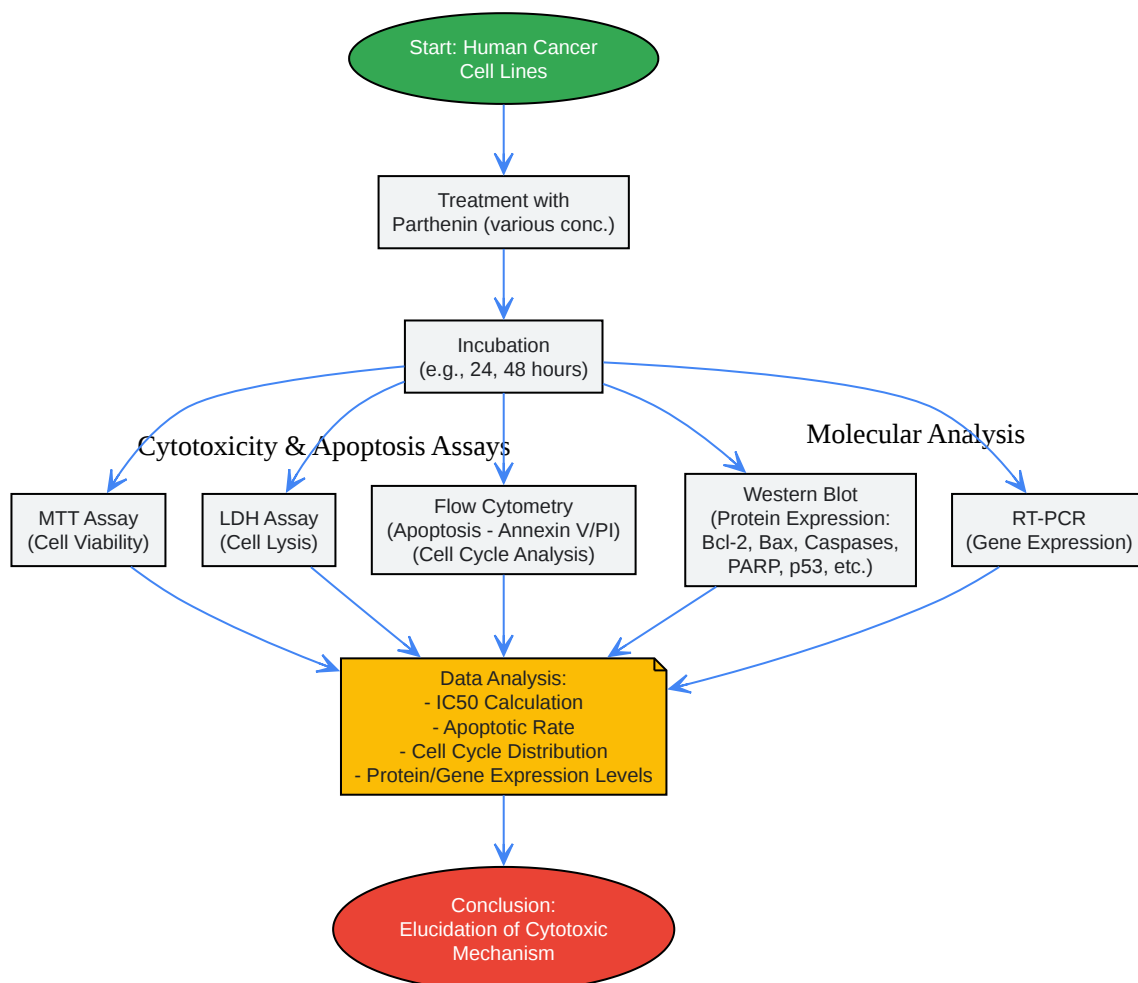 Start: Human Cancer
Cell Lines
Treatment with
Parthenin (various conc.)
Incubation
(e.g., 24, 48 hours)
Cytotoxicity & Apoptosis Assays
Molecular Analysis
MTT Assay
(Cell Viability)
LDH Assay
(Cell Lysis)
Flow Cytometry
(Apoptosis - Annexin V/PI)
(Cell Cycle Analysis)
Western Blot
(Protein Expression:
Bcl-2, Bax, Caspases,
PARP, p53, etc.)
RT-PCR
(Gene Expression)
Data Analysis:
- IC50 Calculation
- Apoptotic Rate
- Cell Cycle Distribution
- Protein/Gene Expression Levels
Conclusion:
Elucidation of Cytotoxic
Mechanism